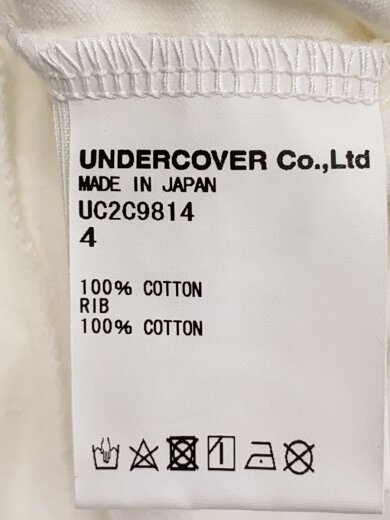 UNDERCOVER Co.,Ltd
MADE IN JAPAN
UC2C9814
4
100% COTTON
RIB
100% COTTON